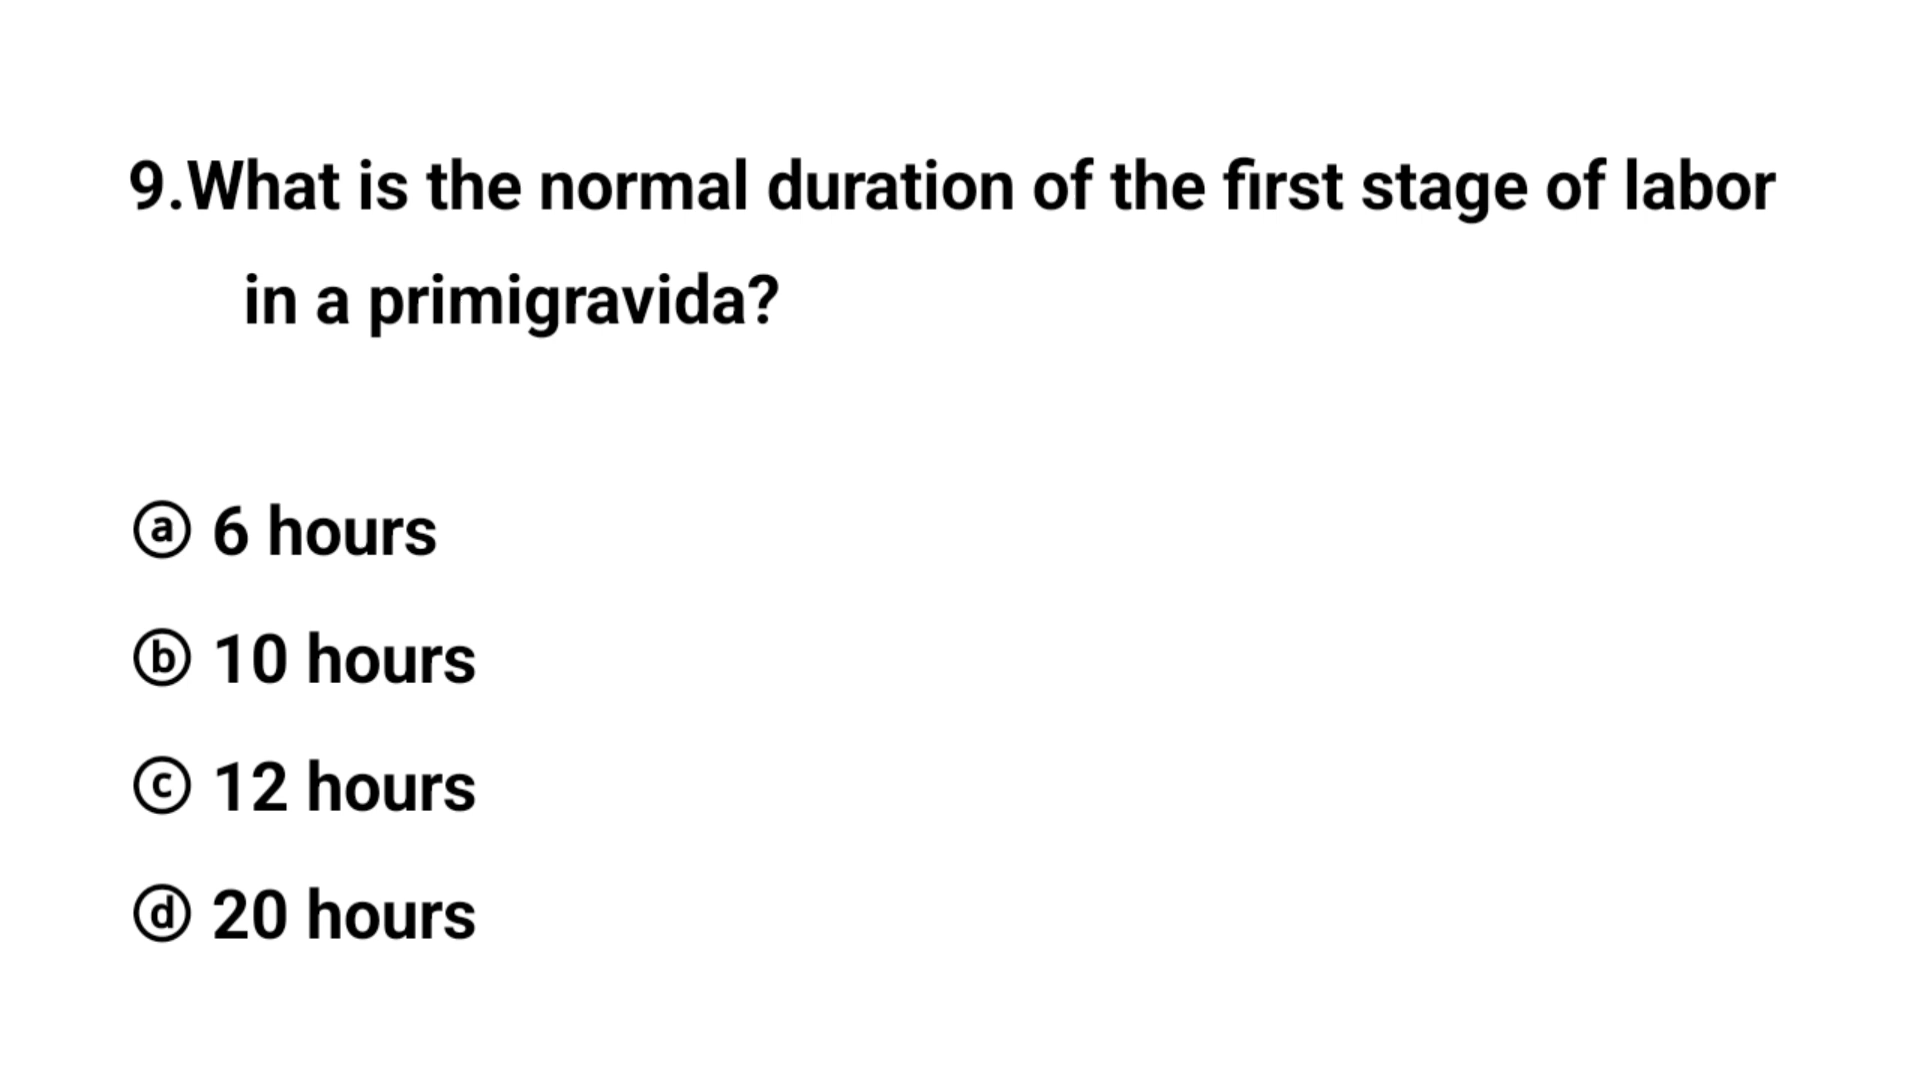 9.What is the normal duration of the first stage of labor
in a primigravida?
ⓐ 6 hours
ⓑ 10 hours
ⓒ 12 hours
ⓓ 20 hours